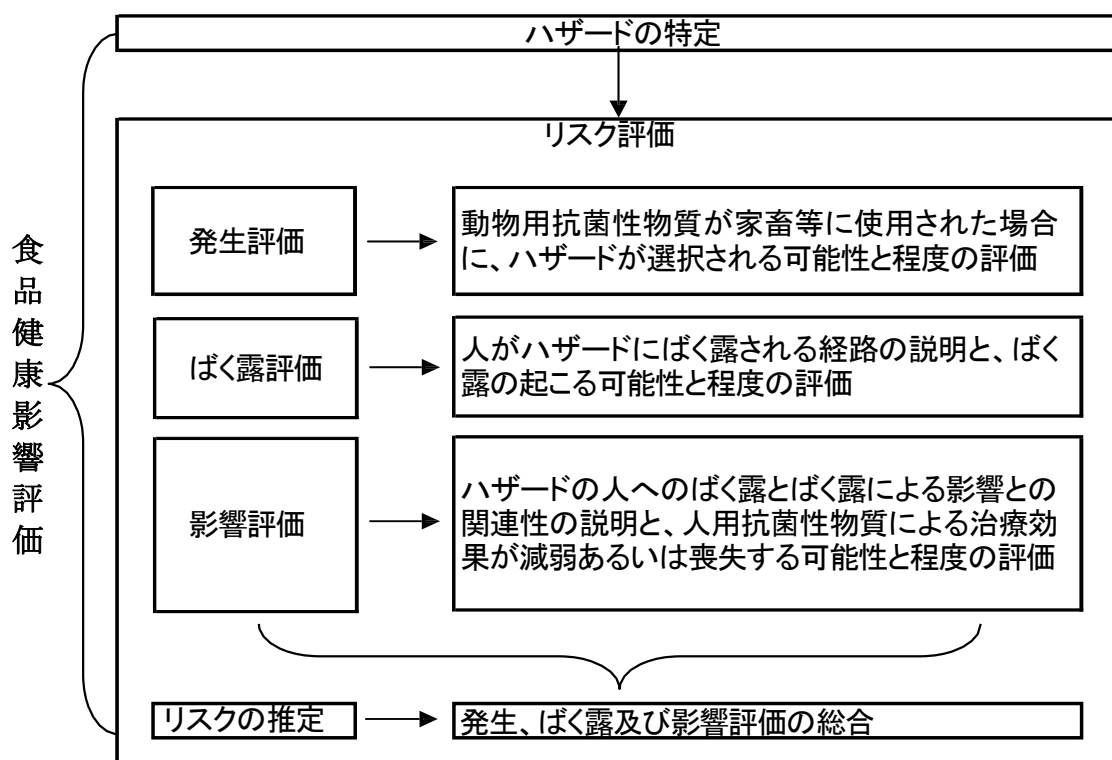 ハザードの特定
リスク評価
食品健康影響評価
発生評価
動物用抗菌性物質が家畜等に使用された場合
に、ハザードが選択される可能性と程度の評価
ばく露評価
人がハザードにばく露される経路の説明と、ばく
露の起こる可能性と程度の評価
影響評価
ハザードの人へのばく露とばく露による影響との
関連性の説明と、人用抗菌性物質による治療効
果が減弱あるいは喪失する可能性と程度の評価
リスクの推定
発生、ばく露及び影響評価の総合